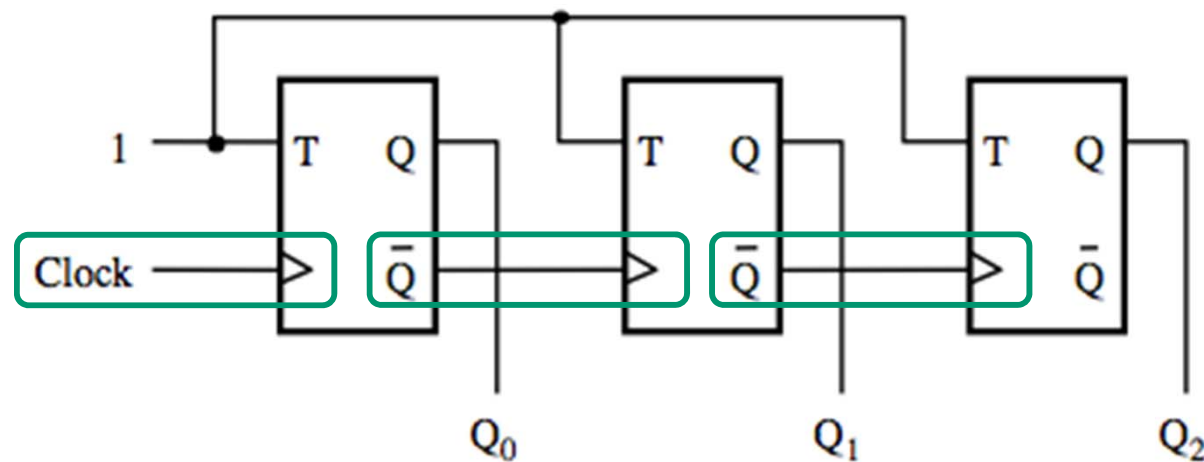 1 T Q T Q T Q
Clock Q̅ Q̅ Q̅
Q₀ Q₁ Q₂